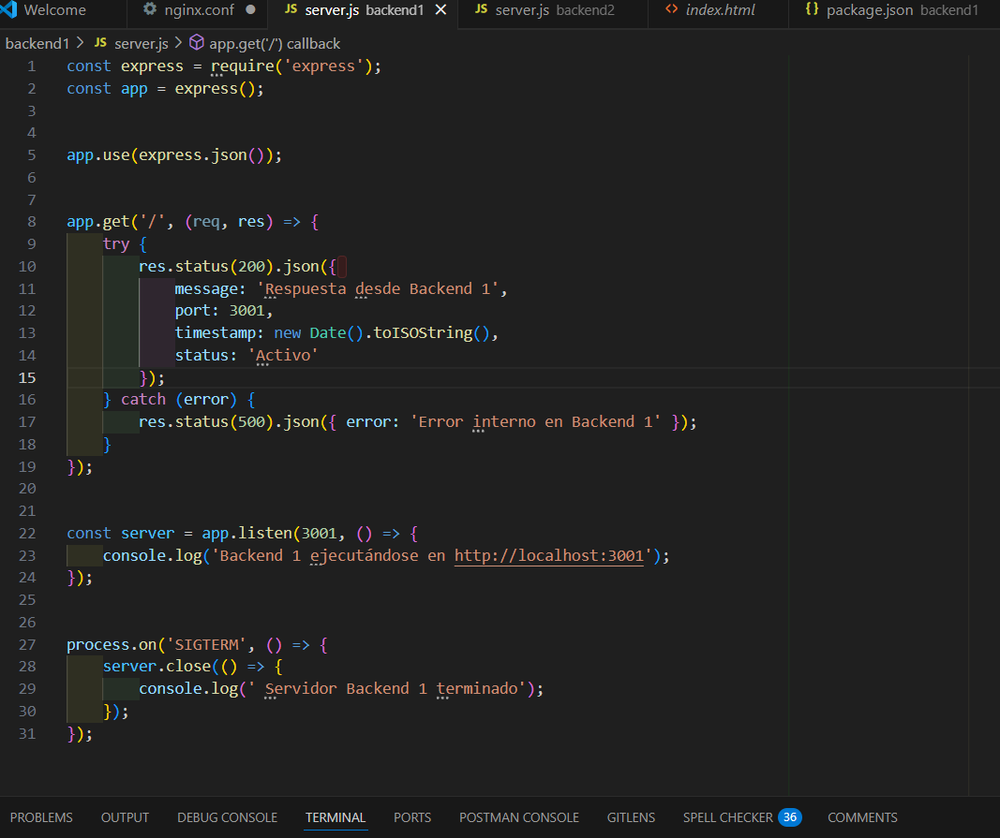 Welcome nginx.conf JS server.js backend1 JS server.js backend2 <> index.html {} package.json backend1
backend1 > JS server.js > app.get('/') callback
1 const express = require('express');
2 const app = express();
3
4
5 app.use(express.json());
6
7
8 app.get('/', (req, res) => {
9 try {
10 res.status(200).json({
11 message: 'Respuesta desde Backend 1',
12 port: 3001,
13 timestamp: new Date().toISOString(),
14 status: 'Activo'
15 });
16 } catch (error) {
17 res.status(500).json({ error: 'Error interno en Backend 1' });
18 }
19 });
20
21
22 const server = app.listen(3001, () => {
23 console.log('Backend 1 ejecutándose en http://localhost:3001');
24 });
25
26
27 process.on('SIGTERM', () => {
28 server.close(() => {
29 console.log(' Servidor Backend 1 terminado');
30 });
31 });
PROBLEMS OUTPUT DEBUG CONSOLE TERMINAL PORTS POSTMAN CONSOLE GITLENS SPELL CHECKER 36 COMMENTS